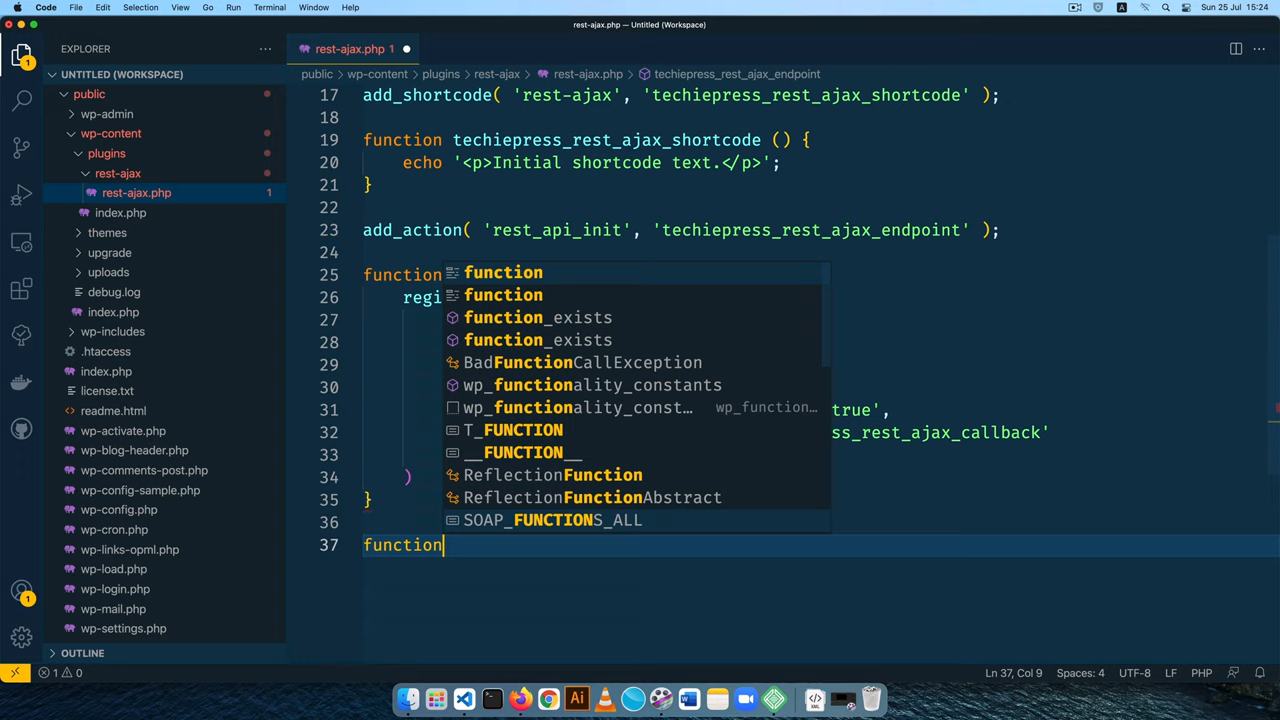 Code File Edit Selection View Go Run Terminal Window Help
A
Sun 25 Jul 15:24
rest-ajax.php — Untitled (Workspace)
EXPLORER
rest-ajax.php 1
UNTITLED (WORKSPACE)
public > wp-content > plugins > rest-ajax > rest-ajax.php > techiepress_rest_ajax_endpoint
public
wp-admin
wp-content
plugins
rest-ajax
rest-ajax.php 1
index.php
themes
upgrade
uploads
debug.log
index.php
wp-includes
.htaccess
index.php
license.txt
readme.html
wp-activate.php
wp-blog-header.php
wp-comments-post.php
wp-config-sample.php
wp-config.php
wp-cron.php
wp-links-opml.php
wp-load.php
wp-login.php
wp-mail.php
wp-settings.php
OUTLINE
1
1
17 add_shortcode( 'rest-ajax', 'techiepress_rest_ajax_shortcode' );
18
19 function techiepress_rest_ajax_shortcode () {
20 echo '<p>Initial shortcode text.</p>';
21 }
22
23 add_action( 'rest_api_init', 'techiepress_rest_ajax_endpoint' );
24
25 function
26 regi
27
28
29
30
31 true',
32 ss_rest_ajax_callback'
33
34 )
35 }
36
37 function
function
function
function_exists
function_exists
BadFunctionCallException
wp_functionality_constants
wp_functionality_const… wp_function…
T_FUNCTION
__FUNCTION__
ReflectionFunction
ReflectionFunctionAbstract
SOAP_FUNCTIONS_ALL
1 0
Ln 37, Col 9 Spaces: 4 UTF-8 LF PHP
Ai
W
XML